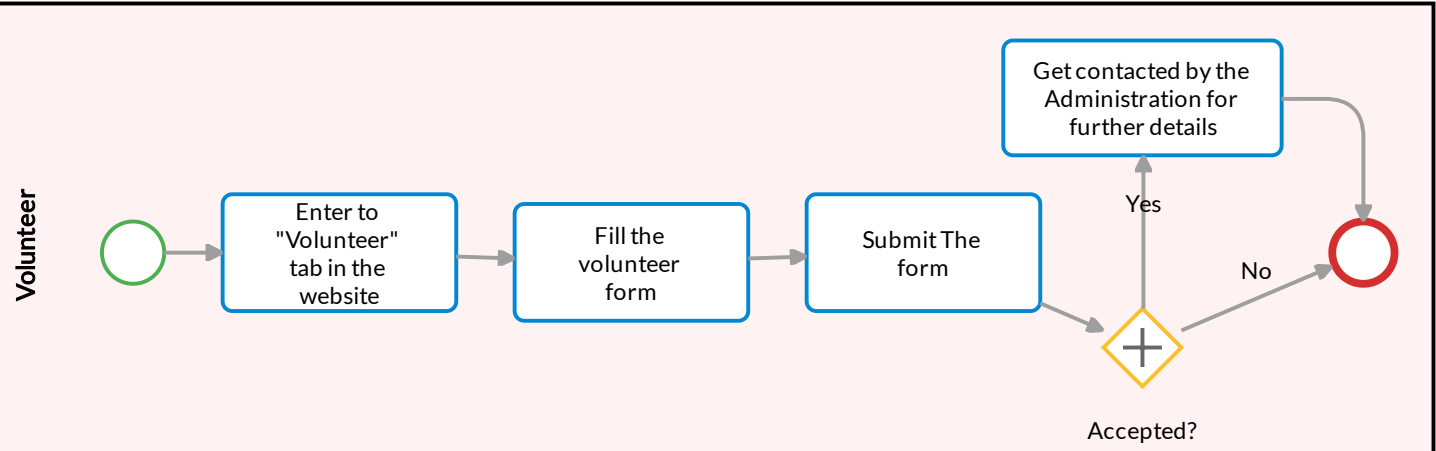 Volunteer
Enter to
"Volunteer"
tab in the
website
Fill the
volunteer
form
Submit The
form
Get contacted by the
Administration for
further details
Yes
No
Accepted?